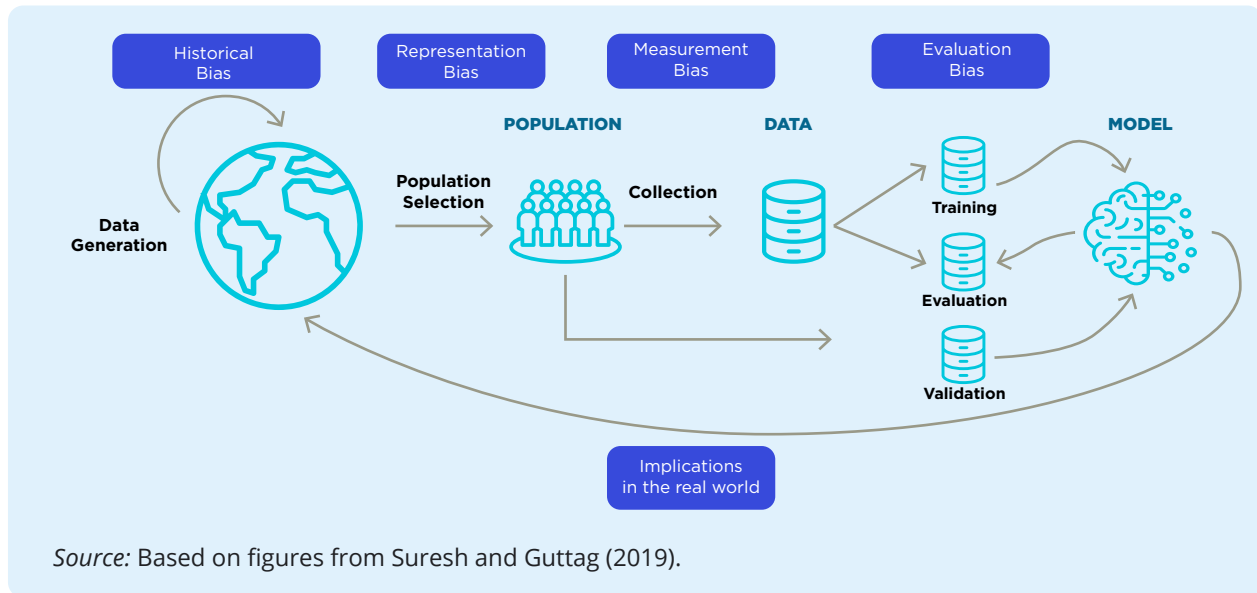 Historical
Bias
Representation
Bias
Measurement
Bias
Evaluation
Bias
POPULATION
DATA
MODEL
Population
Selection
Collection
Training
Data
Generation
Evaluation
Validation
Implications
in the real world
Source: Based on figures from Suresh and Guttag (2019).